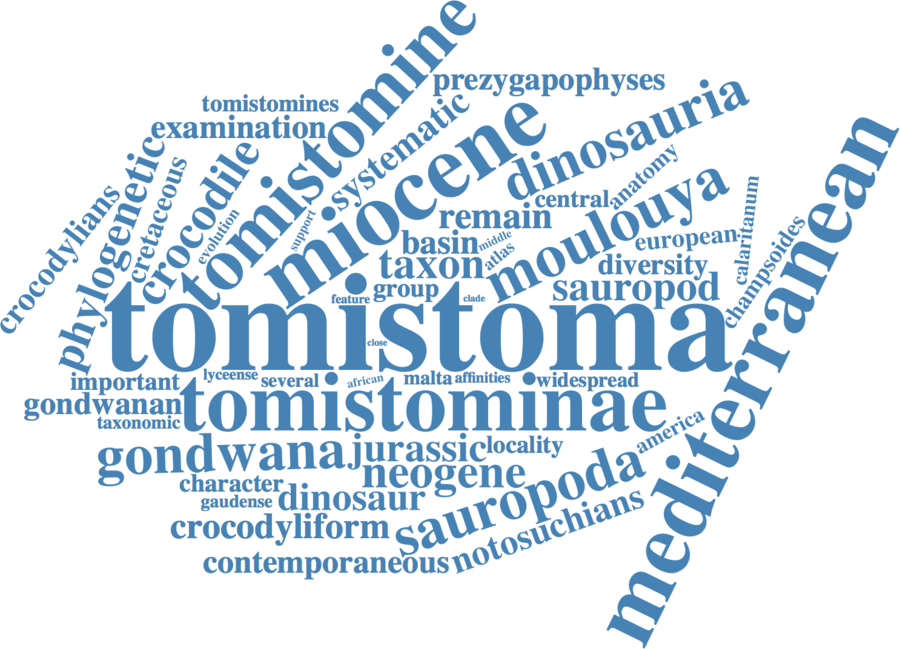 tomistomine
prezygapophyses
tomistomines
examination
systematic
miocene
dinosauria
mediterranean
phylogenetic
cretaceous
crocodile
crocodylians
evolution
support
central
anatomy
remain
moulouya
calaritanum
basin
middle
atlas
european
champsoides
taxon
diversity
group
sauropod
feature
clade
tomistoma
close
important
lyceense
several
african
malta
affinities
widespread
gondwanan
tomistominae
taxonomic
america
gondwana
jurassic
locality
neogene
sauropoda
character
gaudense
dinosaur
notosuchians
crocodyliform
contemporaneous